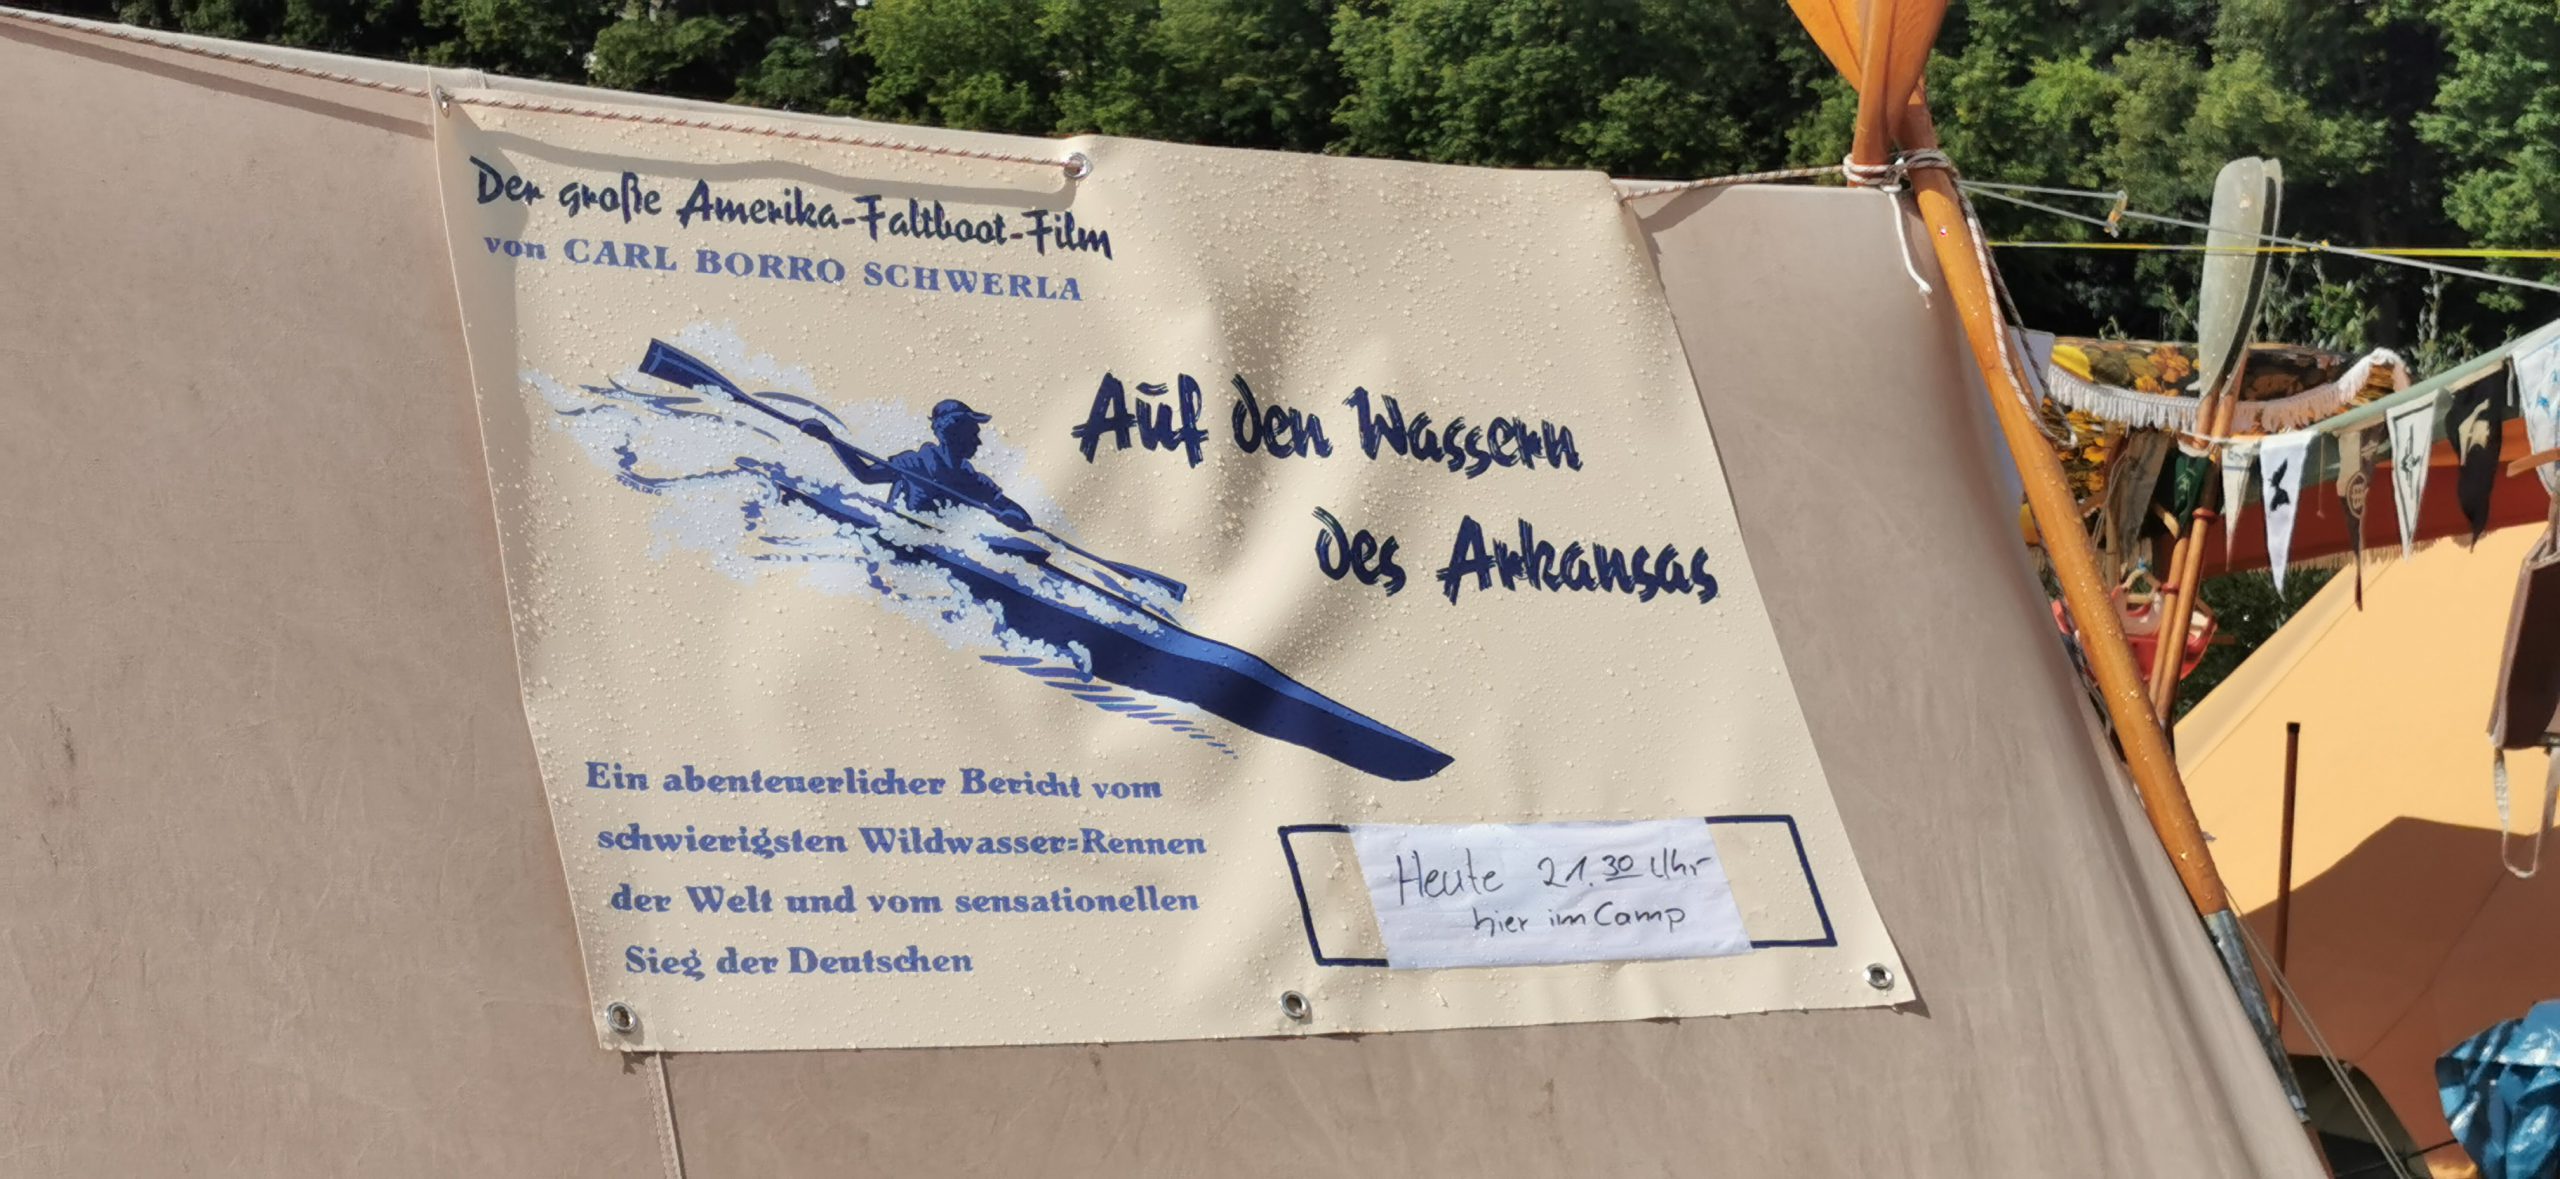 Der große Amerika-Faltboot-Film
von CARL BORRO SCHWERLA
Auf den Wassern
des Arkansas
Ein abenteuerlicher Bericht vom
schwierigsten Wildwasser=Rennen
der Welt und vom sensationellen
Sieg der Deutschen
Heute 21.30 Uhr
hier im Camp